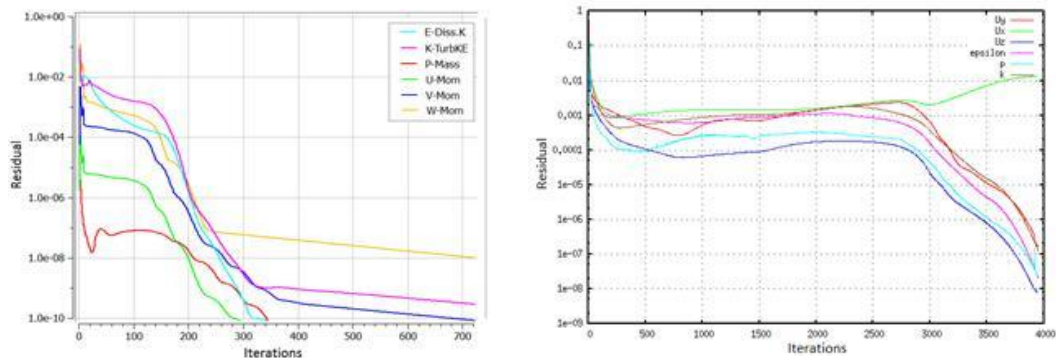 1.0e+00
1.0e-02
1.0e-04
1.0e-06
1.0e-08
1.0e-10
Residual
0 100 200 300 400 500 600 700
Iterations
E-Diss.K
K-TurbKE
P-Mass
U-Mom
V-Mom
W-Mom
1
0,1
0,01
0,001
0,0001
1e-05
1e-06
1e-07
1e-08
1e-09
Residual
0 500 1000 1500 2000 2500 3000 3500 4000
Iterations
Uy
Ux
Uz
epsilon
p
k